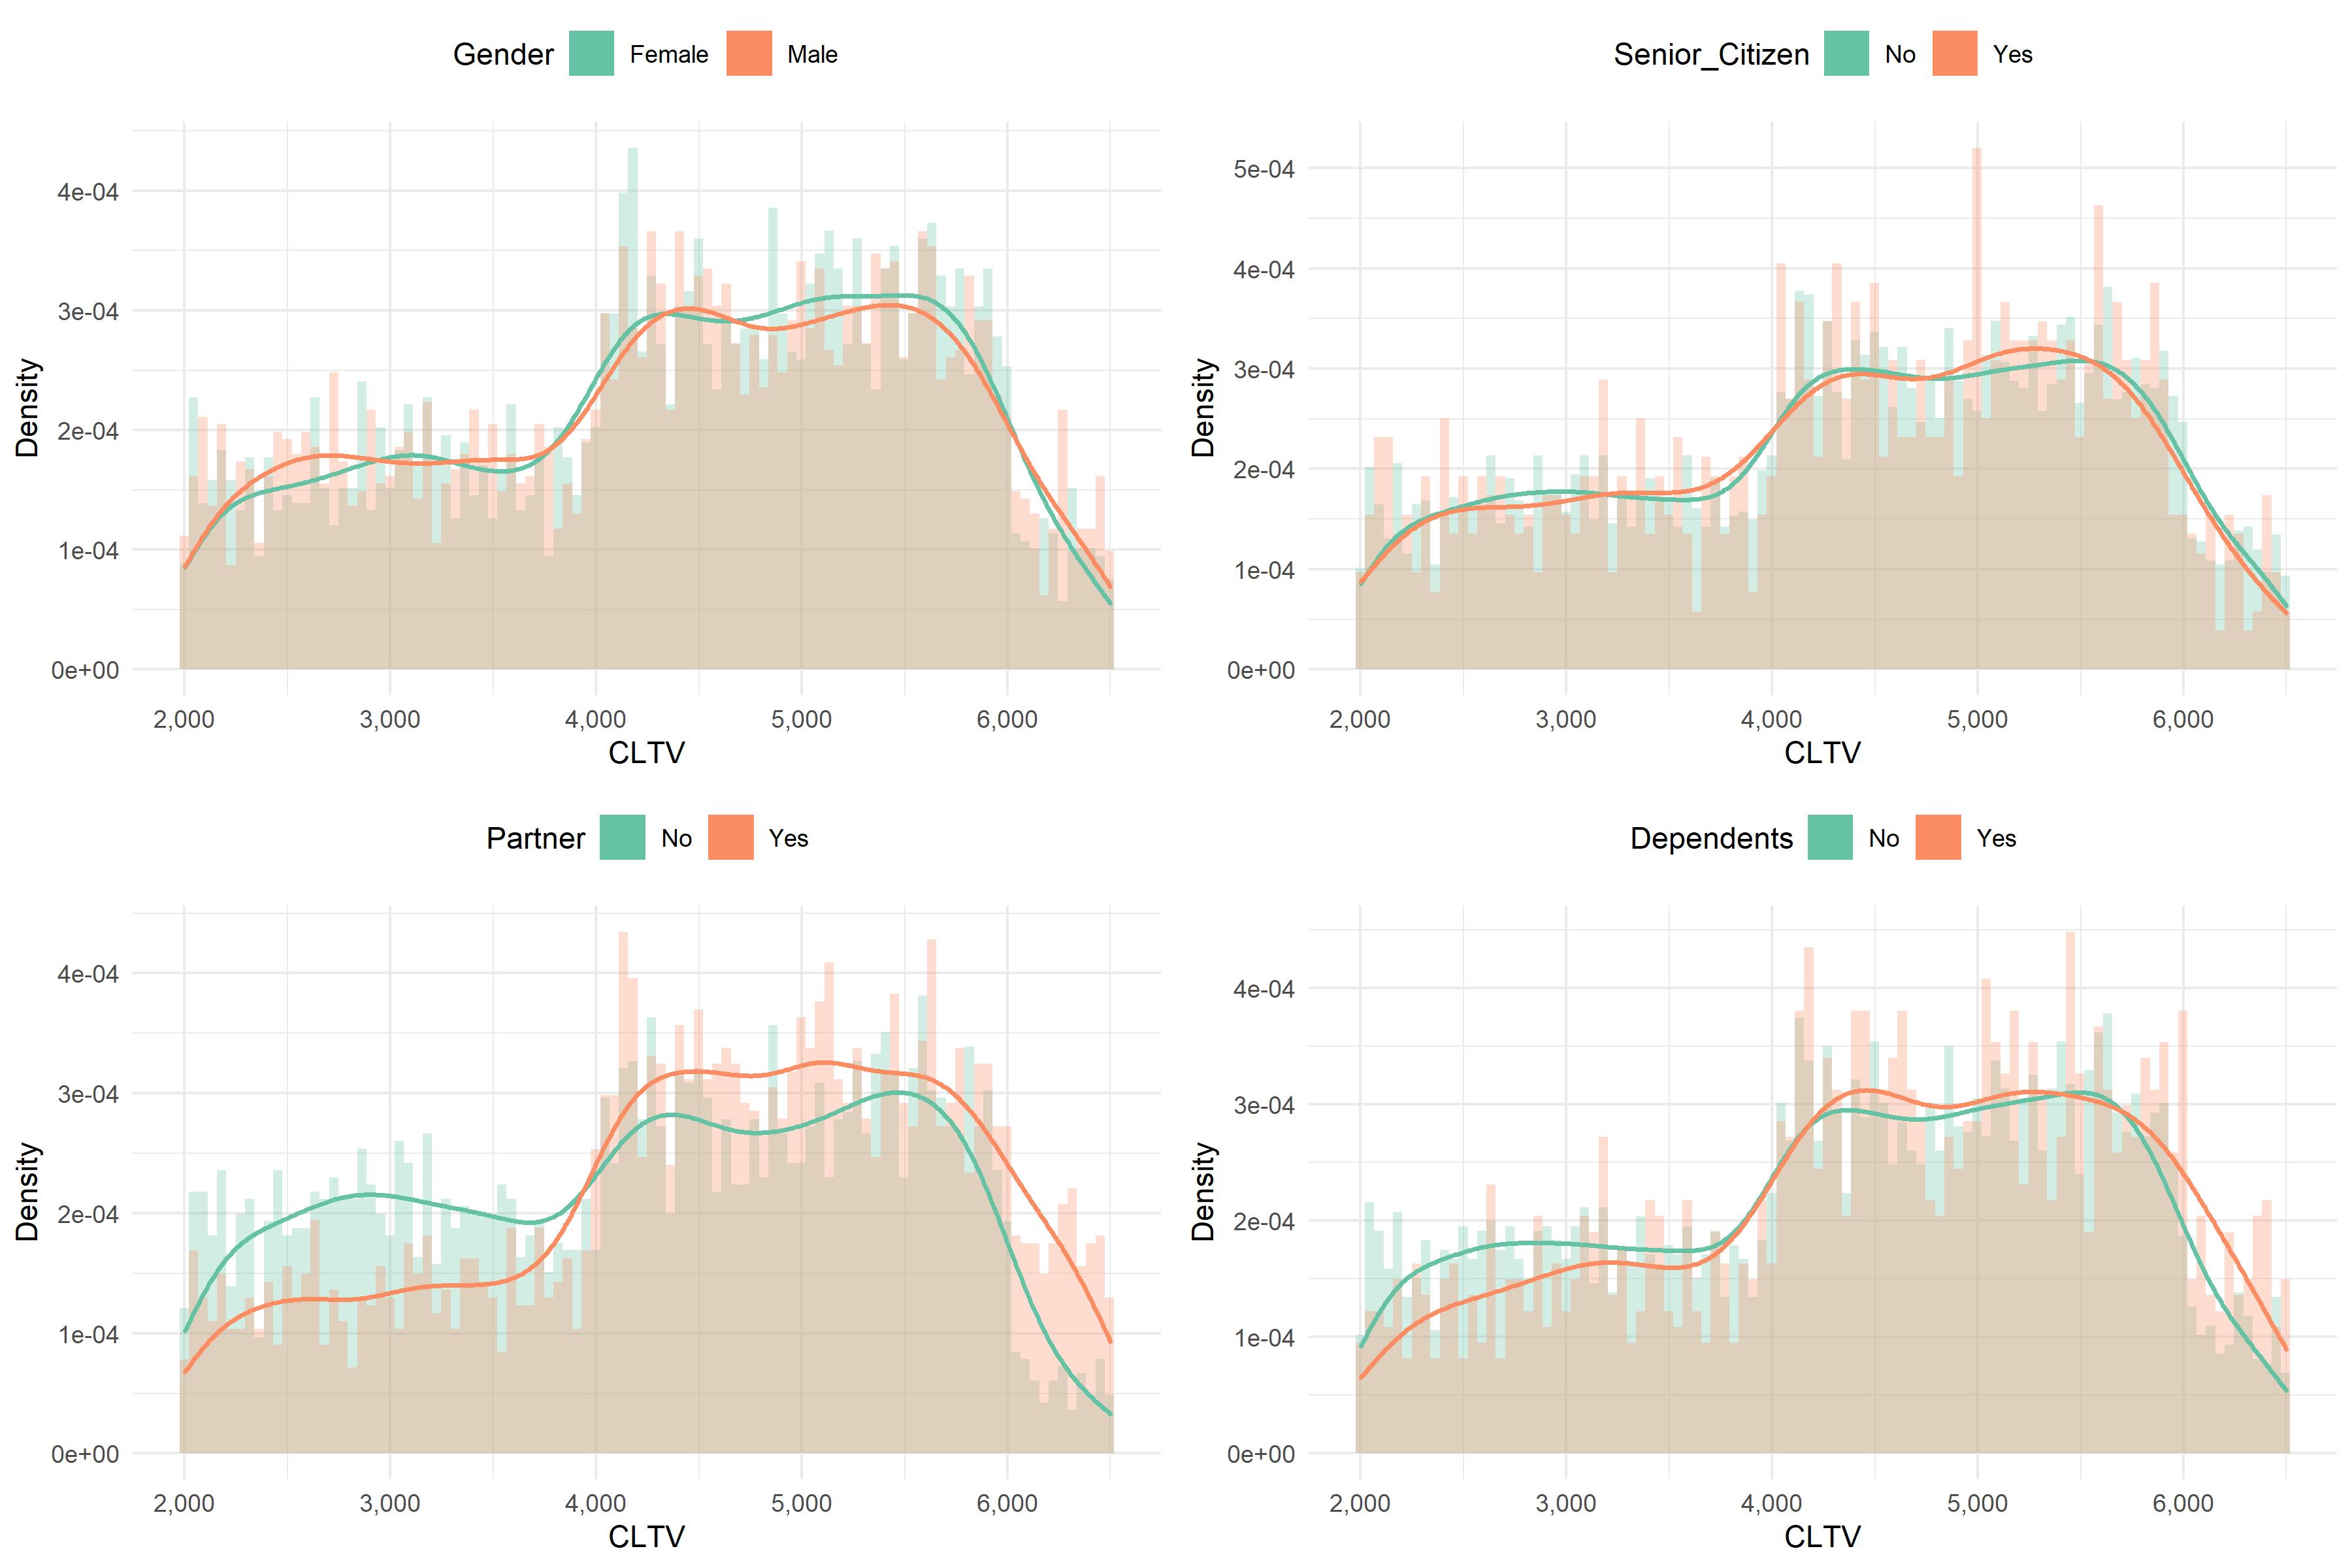 Gender Female Male
4e-04
3e-04
2e-04
1e-04
0e+00
Density
2,000 3,000 4,000 5,000 6,000
CLTV
Senior_Citizen No Yes
5e-04
4e-04
3e-04
2e-04
1e-04
0e+00
Density
2,000 3,000 4,000 5,000 6,000
CLTV
Partner No Yes
4e-04
3e-04
2e-04
1e-04
0e+00
Density
2,000 3,000 4,000 5,000 6,000
CLTV
Dependents No Yes
4e-04
3e-04
2e-04
1e-04
0e+00
Density
2,000 3,000 4,000 5,000 6,000
CLTV